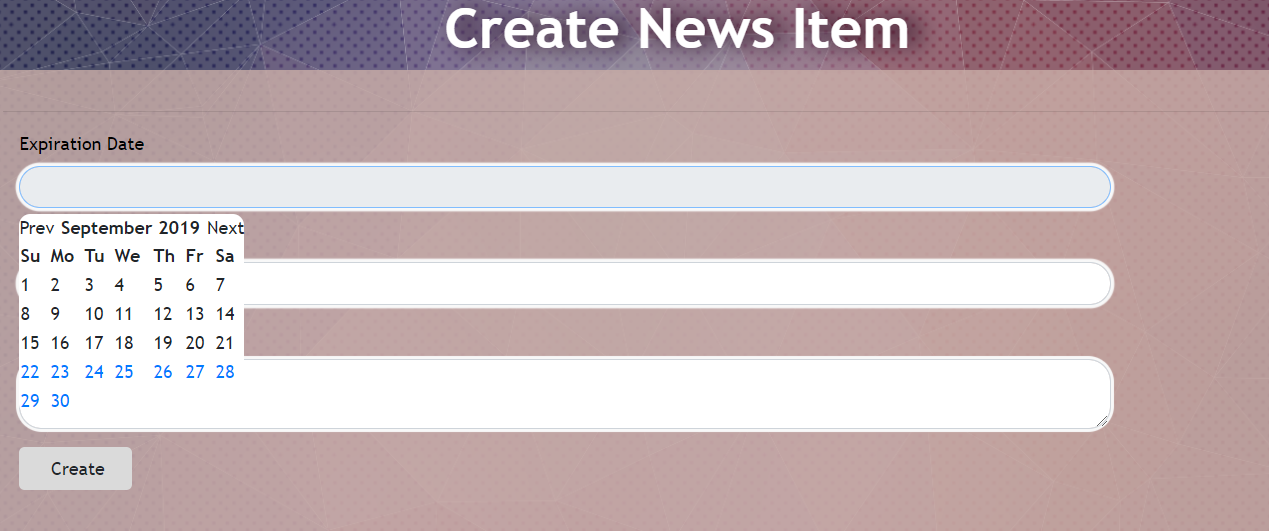 Create News Item
Expiration Date
Prev September 2019 Next
Su Mo Tu We Th Fr Sa
1 2 3 4 5 6 7
8 9 10 11 12 13 14
15 16 17 18 19 20 21
22 23 24 25 26 27 28
29 30
Create